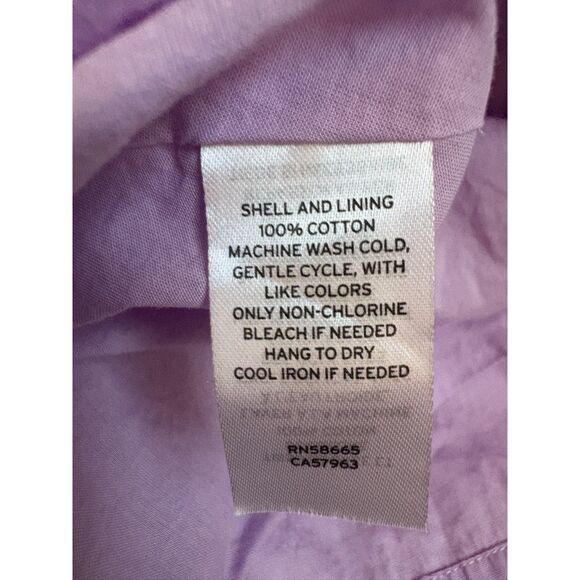 SHELL AND LINING
100% COTTON
MACHINE WASH COLD,
GENTLE CYCLE, WITH
LIKE COLORS
ONLY NON-CHLORINE
BLEACH IF NEEDED
HANG TO DRY
COOL IRON IF NEEDED
RN58665
CA57963